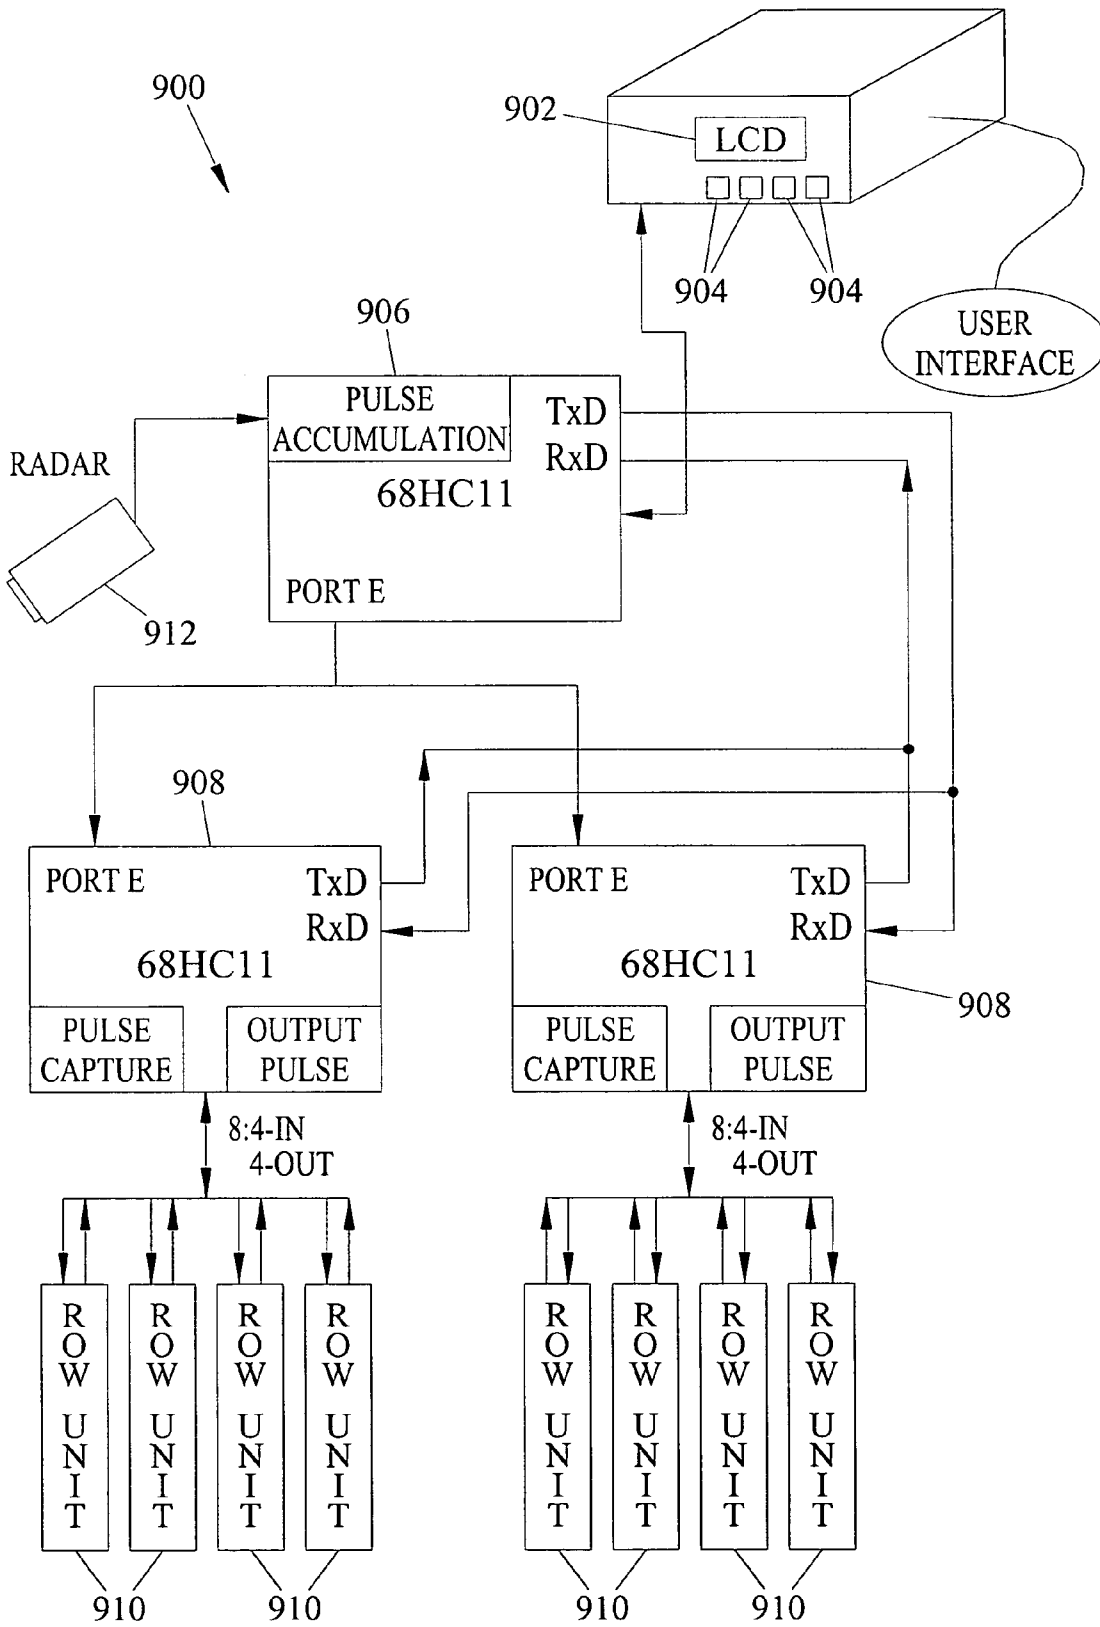 900
902
LCD
904
904
USER
INTERFACE
906
PULSE
ACCUMULATION
TxD
RxD
68HC11
PORT E
RADAR
912
908
PORT E
TxD
RxD
68HC11
PULSE
CAPTURE
OUTPUT
PULSE
PORT E
TxD
RxD
68HC11
908
PULSE
CAPTURE
OUTPUT
PULSE
8:4-IN
4-OUT
8:4-IN
4-OUT
ROW UNIT
ROW UNIT
ROW UNIT
ROW UNIT
ROW UNIT
ROW UNIT
ROW UNIT
ROW UNIT
910
910
910
910